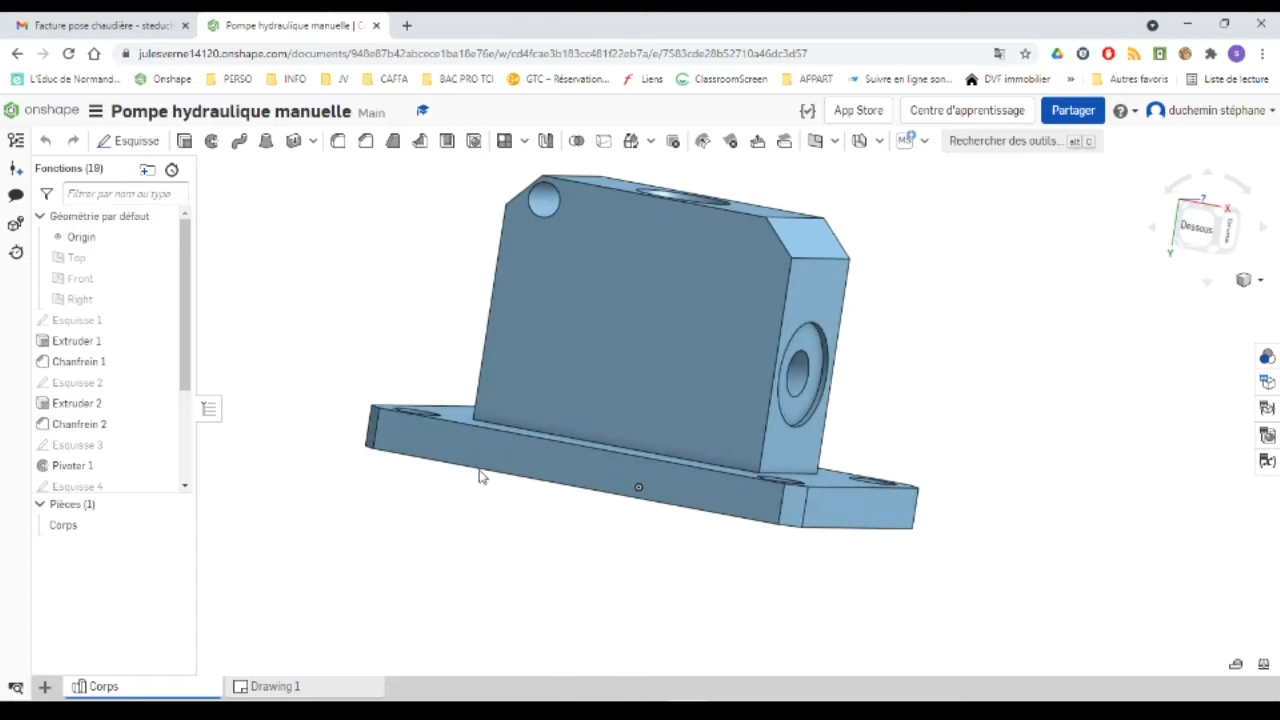 Facture pose chaudière - steduc
Pompe hydraulique manuelle | C
julesverne14120.onshape.com/documents/948e87b42abcece1ba18e76e/w/cd4fcae3b183cc481f22eb7a/e/7583cde28b52710a46dc3d57
S
L'Éduc de Normand... Onshape PERSO INFO JV CAFFA BAC PRO TCI GTC – Réservation... Liens ClassroomScreen APPART Suivre en ligne son... DVF immobilier » Autres favoris Liste de lecture
onshape Pompe hydraulique manuelle Main App Store Centre d'apprentissage Partager duchemin stéphane
Esquisse Rechercher des outils... alt C
Fonctions (19)
Filtrer par nom ou type
Géométrie par défaut
Origin
Top
Front
Right
Esquisse 1
Extruder 1
Chanfrein 1
Esquisse 2
Extruder 2
Chanfrein 2
Esquisse 3
Pivoter 1
Esquisse 4
Pièces (1)
Corps
Z
X
Dessous
Droite
Y
Corps
Drawing 1